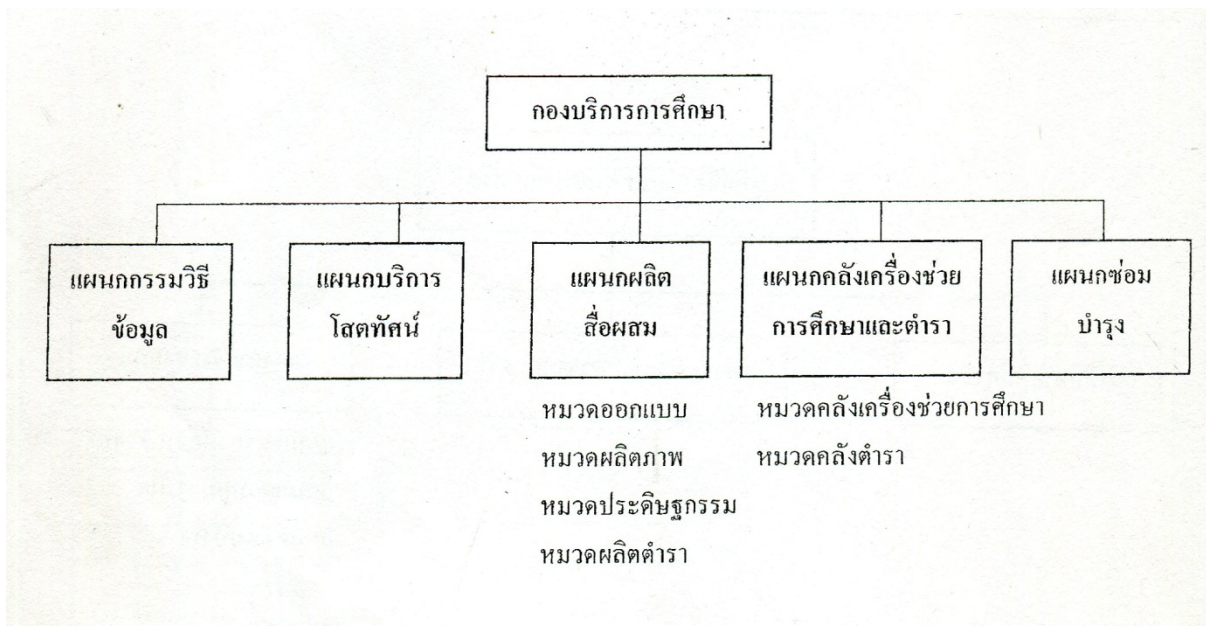 กองบริการการศึกษา
แผนกกรรมวิธี
ข้อมูล
แผนกบริการ
โสตทัศน์
แผนกผลิต
สื่อผสม
แผนกคลังเครื่องช่วย
การศึกษาและตำรา
แผนกซ่อม
บำรุง
หมวดออกแบบ
หมวดผลิตภาพ
หมวดประดิษฐกรรม
หมวดผลิตตำรา
หมวดคลังเครื่องช่วยการศึกษา
หมวดคลังตำรา